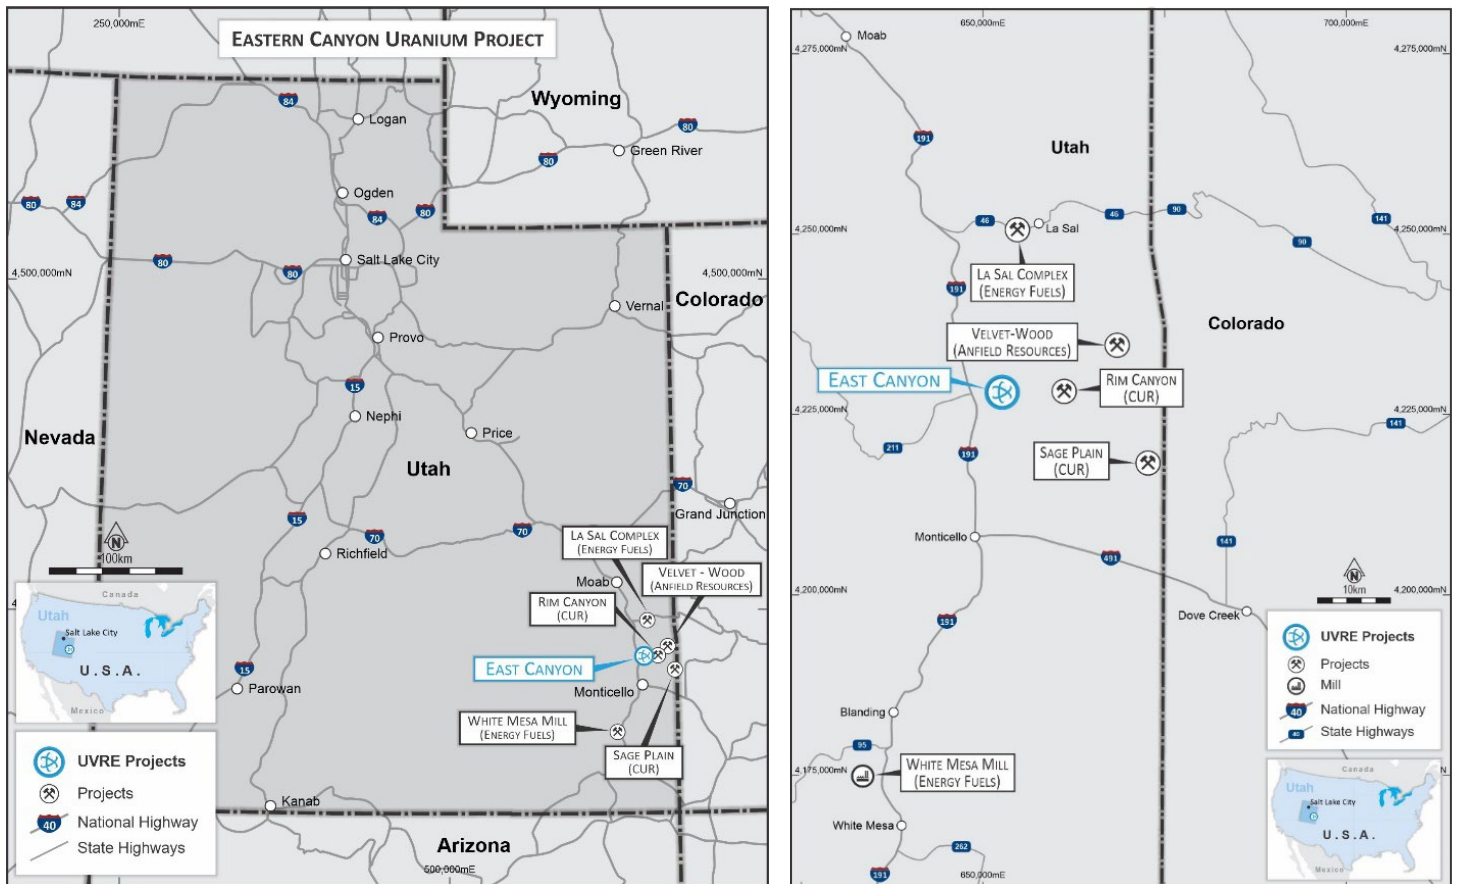 250,000mE
EASTERN CANYON URANIUM PROJECT
84
Wyoming
Logan
80
Green River
80
Ogden
80
84
84
80
Salt Lake City
80
80
4,500,000mN
4,500,000mN
Colorado
Vernal
Provo
15
Nephi
Nevada
Price
Utah
70
Grand Junction
15
70
70
N
100km
Richfield
LA SAL COMPLEX
(ENERGY FUELS)
Moab
VELVET - WOOD
(ANFIELD RESOURCES)
RIM CANYON
(CUR)
EAST CANYON
Monticello
WHITE MESA MILL
(ENERGY FUELS)
SAGE PLAIN
(CUR)
Canada
Utah
Salt Lake City
U.S.A.
Mexico
15
Parowan
UVRE Projects
Projects
40
National Highway
State Highways
Kanab
Arizona
500,000mE
650,000mE
700,000mE
Moab
4,275,000mN
4,275,000mN
191
Utah
46
46
90
141
La Sal
4,250,000mN
4,250,000mN
90
LA SAL COMPLEX
(ENERGY FUELS)
191
Colorado
VELVET-WOOD
(ANFIELD RESOURCES)
EAST CANYON
RIM CANYON
(CUR)
4,225,000mN
4,225,000mN
141
211
191
SAGE PLAIN
(CUR)
Monticello
491
141
N
10km
4,200,000mN
4,200,000mN
Dove Creek
191
UVRE Projects
Projects
Mill
40
National Highway
40
State Highways
Blanding
95
4,175,000mN
WHITE MESA MILL
(ENERGY FUELS)
White Mesa
262
191
650,000mE
Canada
Utah
Salt Lake City
U.S.A.
Mexico